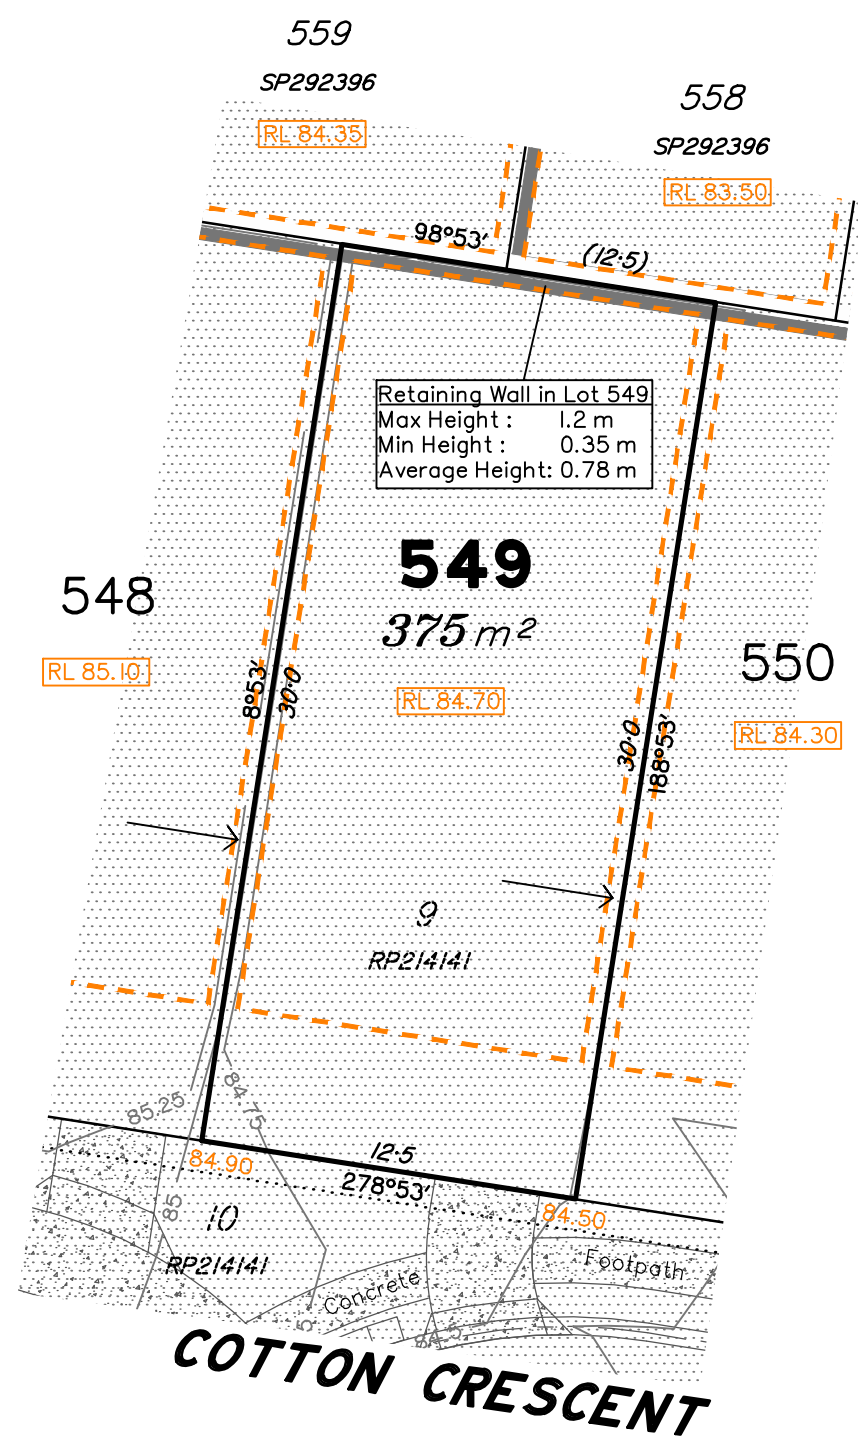 559
SP292396
RL 84.35
558
SP292396
RL 83.50
98°53'
(12·5)
Retaining Wall in Lot 549
Max Height : 1.2 m
Min Height : 0.35 m
Average Height: 0.78 m
549
375 m²
RL 84.70
548
RL 85.10
550
RL 84.30
8°53'
30·0
30·0
188°53'
9
RP214141
85.25
84.75
12·5
278°53'
84.90
84.50
85
10
RP214141
Concrete
Footpath
84.5
COTTON CRESCENT